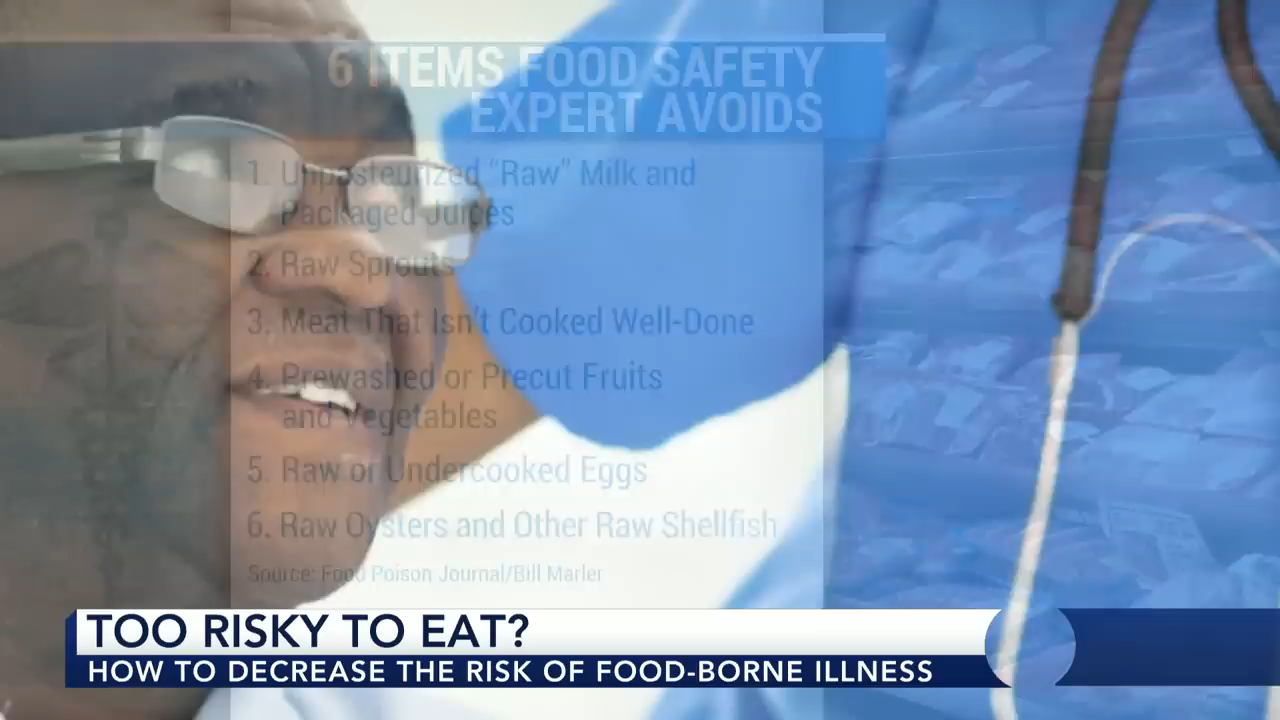 6 ITEMS FOOD SAFETY
EXPERT AVOIDS
1. Unpasteurized “Raw” Milk and
Packaged Juices
2. Raw Sprouts
3. Meat That Isn’t Cooked Well-Done
4. Prewashed or Precut Fruits
and Vegetables
5. Raw or Undercooked Eggs
6. Raw Oysters and Other Raw Shellfish
Source: Food Poison Journal/Bill Marler
TOO RISKY TO EAT?
HOW TO DECREASE THE RISK OF FOOD-BORNE ILLNESS